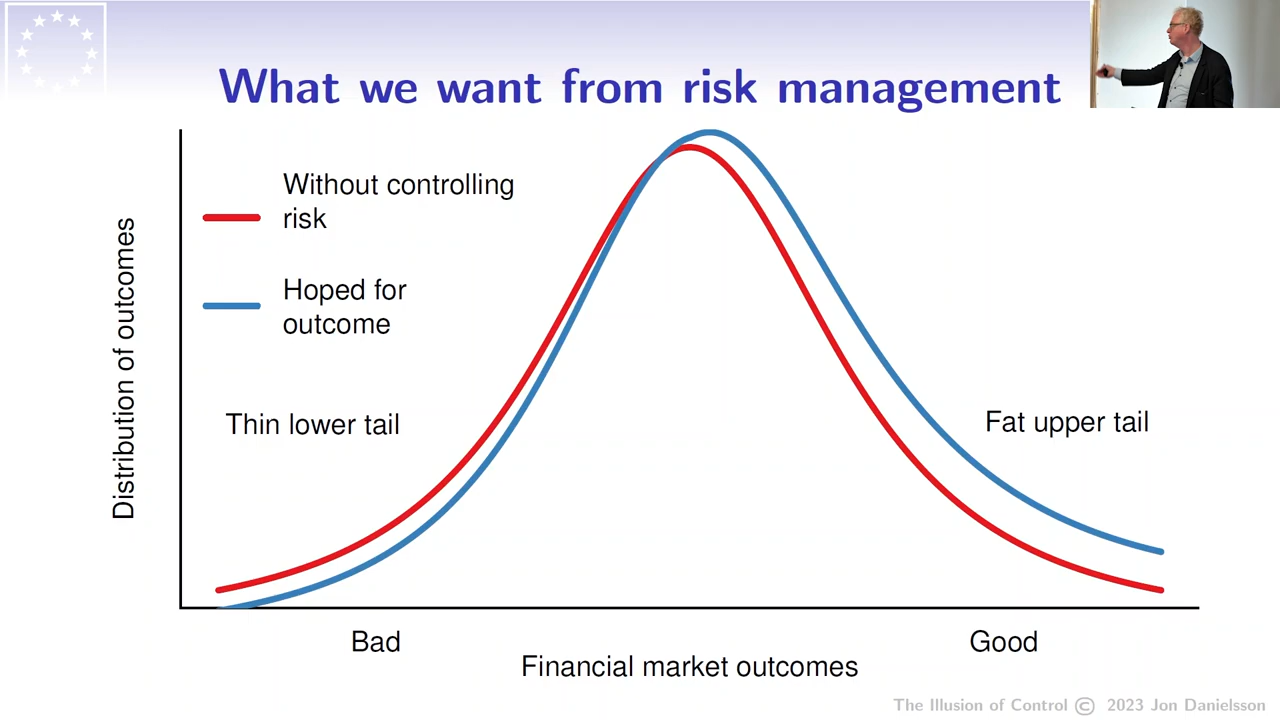 What we want from risk management
Without controlling
risk
Hoped for
outcome
Distribution of outcomes
Thin lower tail
Fat upper tail
Bad
Good
Financial market outcomes
The Illusion of Control © 2023 Jon Danielsson